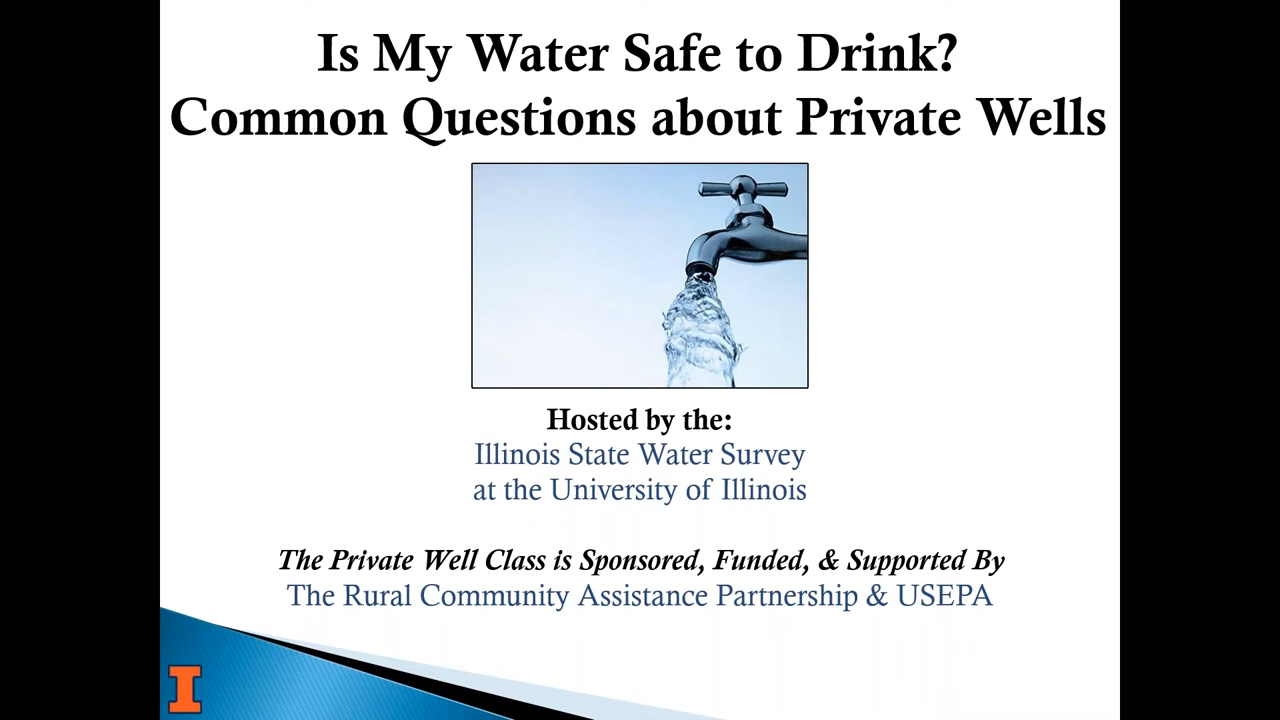 Is My Water Safe to Drink?
Common Questions about Private Wells
Hosted by the:
Illinois State Water Survey
at the University of Illinois
The Private Well Class is Sponsored, Funded, & Supported By
The Rural Community Assistance Partnership & USEPA
I